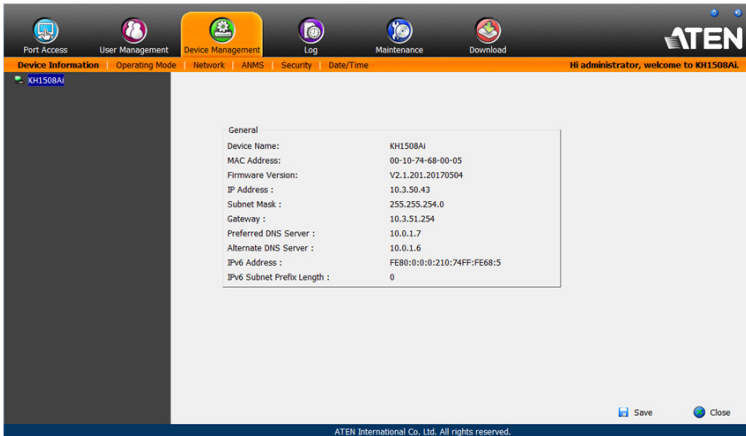 Port Access User Management Device Management Log Maintenance Download
ATEN
Device Information Operating Mode Network ANMS Security Date/Time Hi administrator, welcome to KH1508Ai.
KH1508Ai
General
Device Name: KH1508Ai
MAC Address: 00-10-74-68-00-05
Firmware Version: V2.1.201.20170504
IP Address : 10.3.50.43
Subnet Mask : 255.255.254.0
Gateway : 10.3.51.254
Preferred DNS Server : 10.0.1.7
Alternate DNS Server : 10.0.1.6
IPv6 Address : FE80:0:0:0:210:74FF:FE68:5
IPv6 Subnet Prefix Length : 0
Save Close
ATEN International Co. Ltd. All rights reserved.